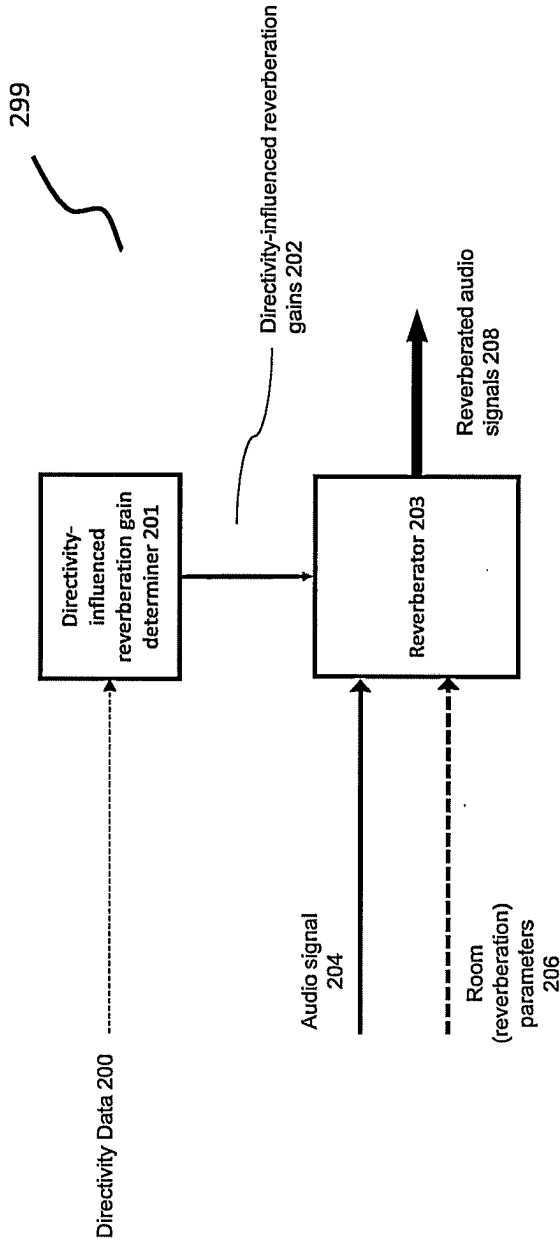 299
Directivity Data 200
Directivity-
influenced
reverberation gain
determiner 201
Directivity-influenced reverberation
gains 202
Audio signal
204
Room
(reverberation)
parameters
206
Reverberator 203
Reverberated audio
signals 208